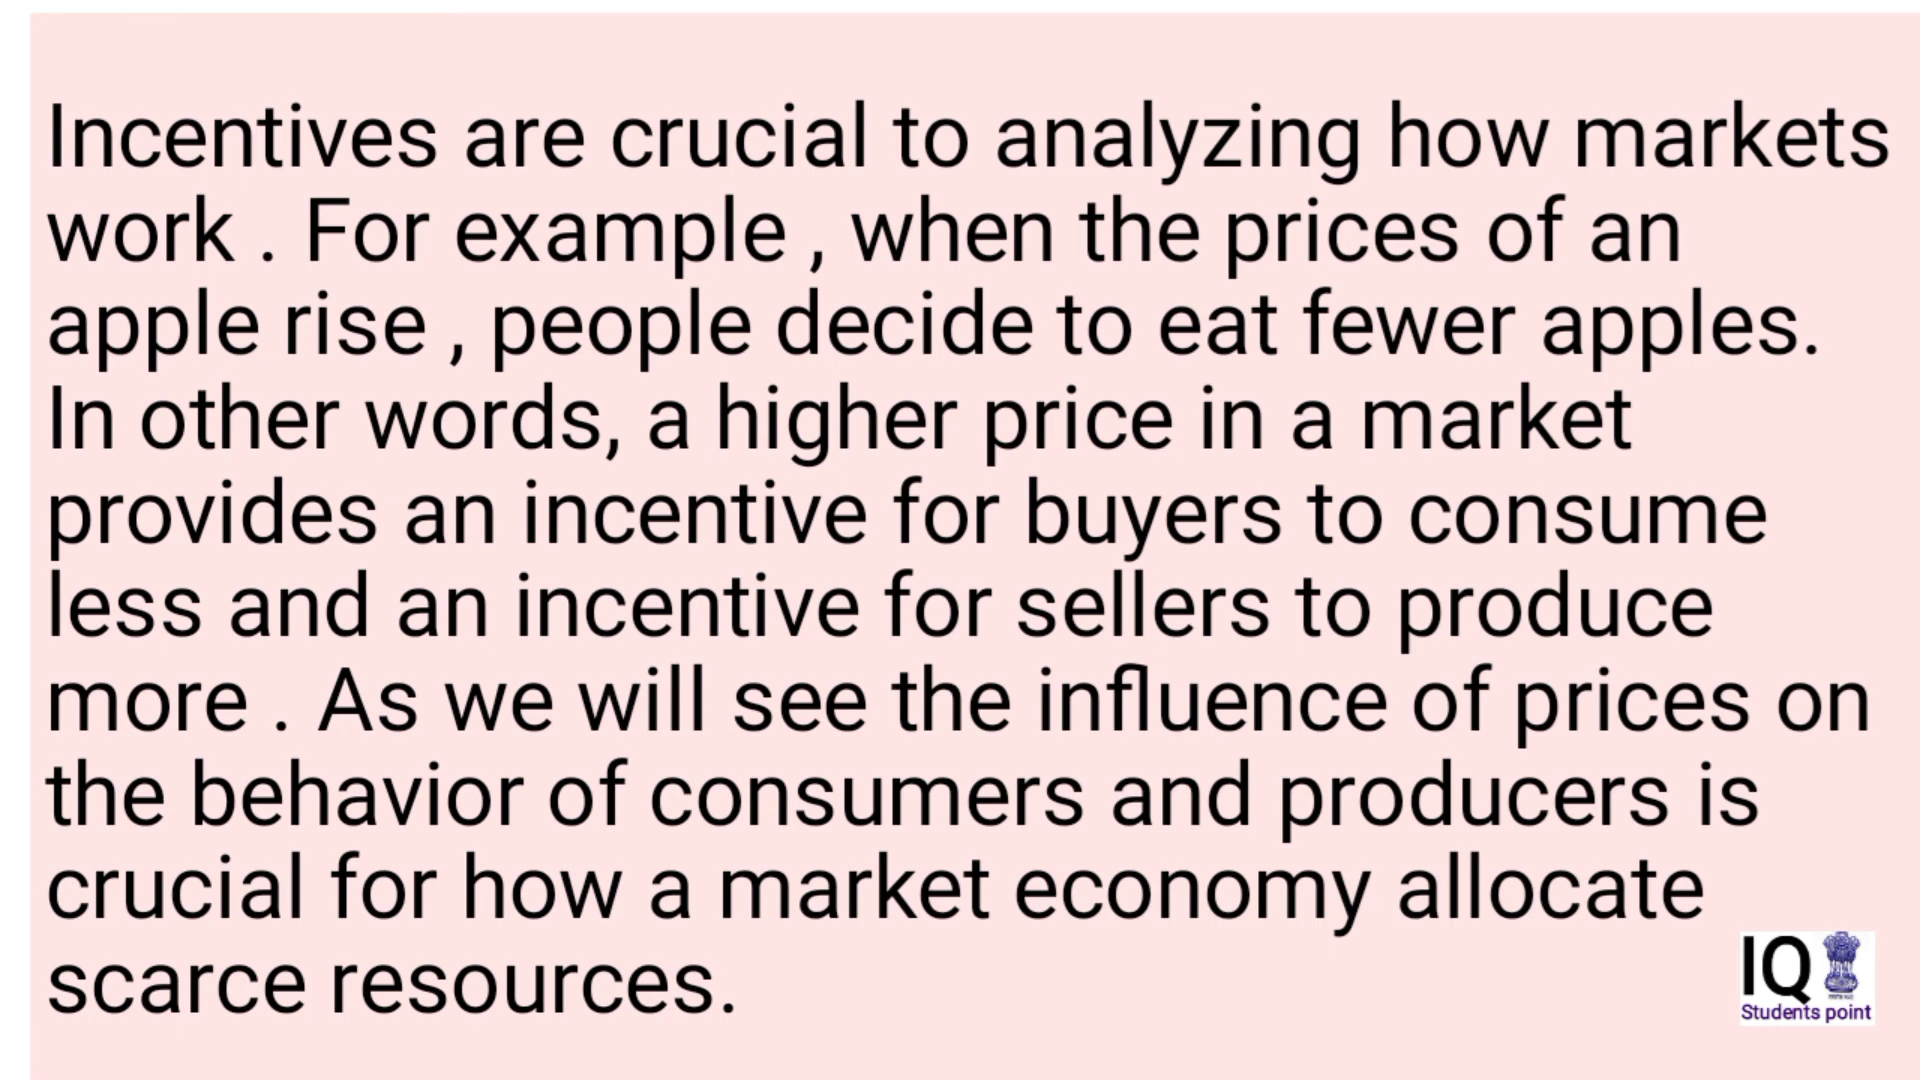 Incentives are crucial to analyzing how markets
work . For example , when the prices of an
apple rise , people decide to eat fewer apples.
In other words, a higher price in a market
provides an incentive for buyers to consume
less and an incentive for sellers to produce
more . As we will see the influence of prices on
the behavior of consumers and producers is
crucial for how a market economy allocate
scarce resources.
IQ
Students point